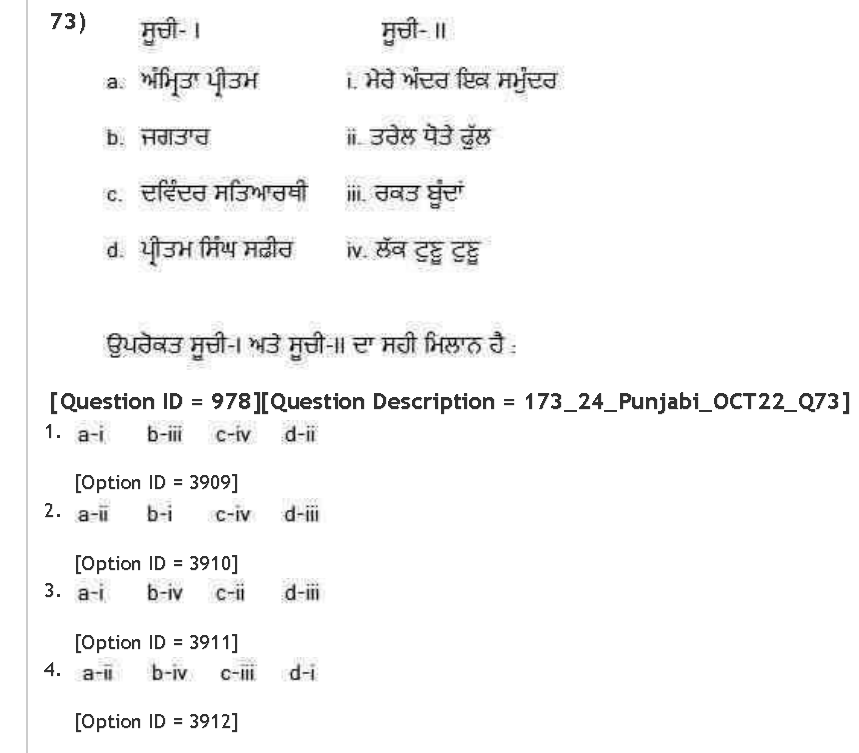 73)
ਸੂਚੀ- I ਸੂਚੀ- II
a. ਅੰਮ੍ਰਿਤਾ ਪ੍ਰੀਤਮ i. ਮੇਰੇ ਅੰਦਰ ਇਕ ਸਮੁੰਦਰ
b. ਜਗਤਾਰ ii. ਤਰੇਲ ਧੋਤੇ ਫੁੱਲ
c. ਦਵਿੰਦਰ ਸਤਿਆਰਥੀ iii. ਰਕਤ ਬੂੰਦਾਂ
d. ਪ੍ਰੀਤਮ ਸਿੰਘ ਸਫ਼ੀਰ iv. ਲੱਕ ਟੁਣੂ ਟੁਣੂ
ਉਪਰੋਕਤ ਸੂਚੀ-I ਅਤੇ ਸੂਚੀ-II ਦਾ ਸਹੀ ਮਿਲਾਨ ਹੈ :
[Question ID = 978][Question Description = 173_24_Punjabi_OCT22_Q73]
1. a-i b-iii c-iv d-ii
[Option ID = 3909]
2. a-ii b-i c-iv d-iii
[Option ID = 3910]
3. a-i b-iv c-ii d-iii
[Option ID = 3911]
4. a-ii b-iv c-iii d-i
[Option ID = 3912]